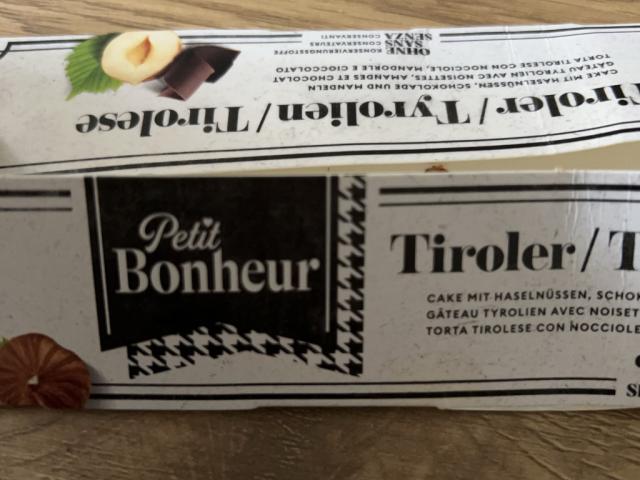 OHNE
SANS
SENZA
KONSERVIERUNGSSTOFFE
CONSERVATEURS
CONSERVANTI
Tiroler / Tyrolien / Tirolese
CAKE MIT HASELNÜSSEN, SCHOKOLADE UND MANDELN
GÂTEAU TYROLIEN AVEC NOISETTES, AMANDES ET CHOCOLAT
TORTA TIROLESE CON NOCCIOLE, MANDORLE E CIOCCOLATO
Petit
Bonheur
Tiroler / T
CAKE MIT HASELNÜSSEN, SCHOK
GÂTEAU TYROLIEN AVEC NOISET
TORTA TIROLESE CON NOCCIOLE